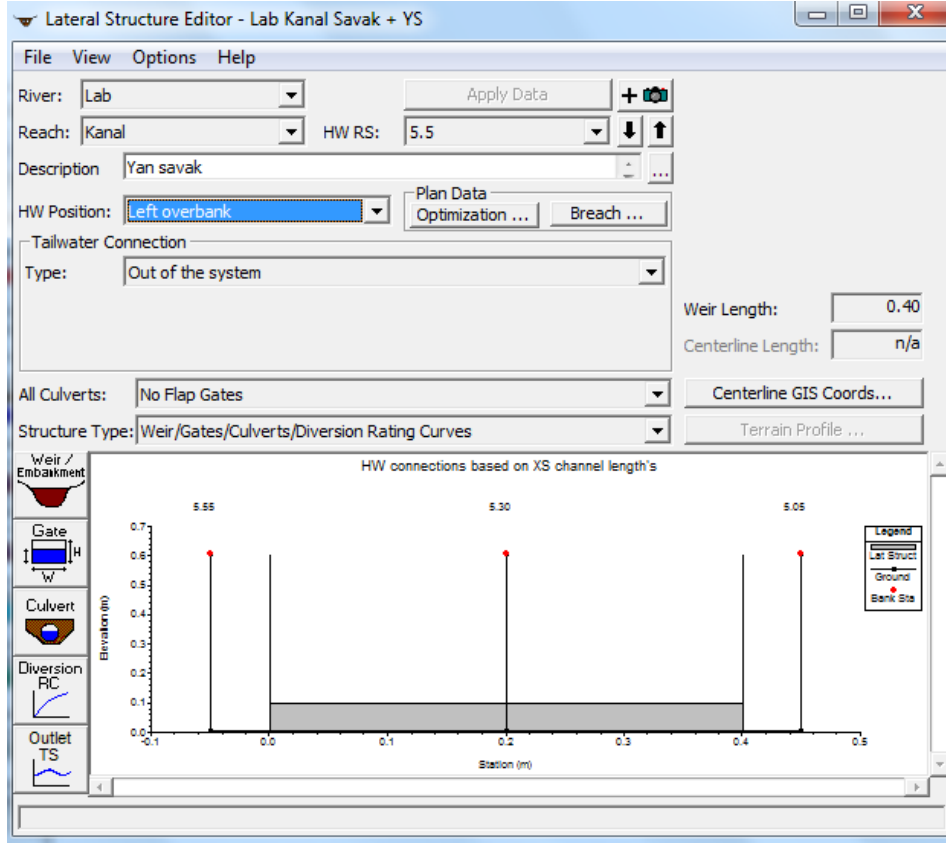 Lateral Structure Editor - Lab Kanal Savak + YS
File View Options Help
River: Lab Apply Data +
Reach: Kanal HW RS: 5.5
Description Yan savak ...
HW Position: Left overbank Plan Data Optimization ... Breach ...
Tailwater Connection
Type: Out of the system
Weir Length: 0.40
Centerline Length: n/a
All Culverts: No Flap Gates Centerline GIS Coords...
Structure Type: Weir/Gates/Culverts/Diversion Rating Curves Terrain Profile ...
Weir /
Embankment
Gate
H
W
Culvert
Diversion
RC
Outlet
TS
HW connections based on XS channel length's
5.55 5.30 5.05
0.7
0.6
0.5
0.4
0.3
0.2
0.1
0.0
Elevation (m)
-0.1 0.0 0.1 0.2 0.3 0.4 0.5
Station (m)
Legend
Lat Struct
Ground
Bank Sta